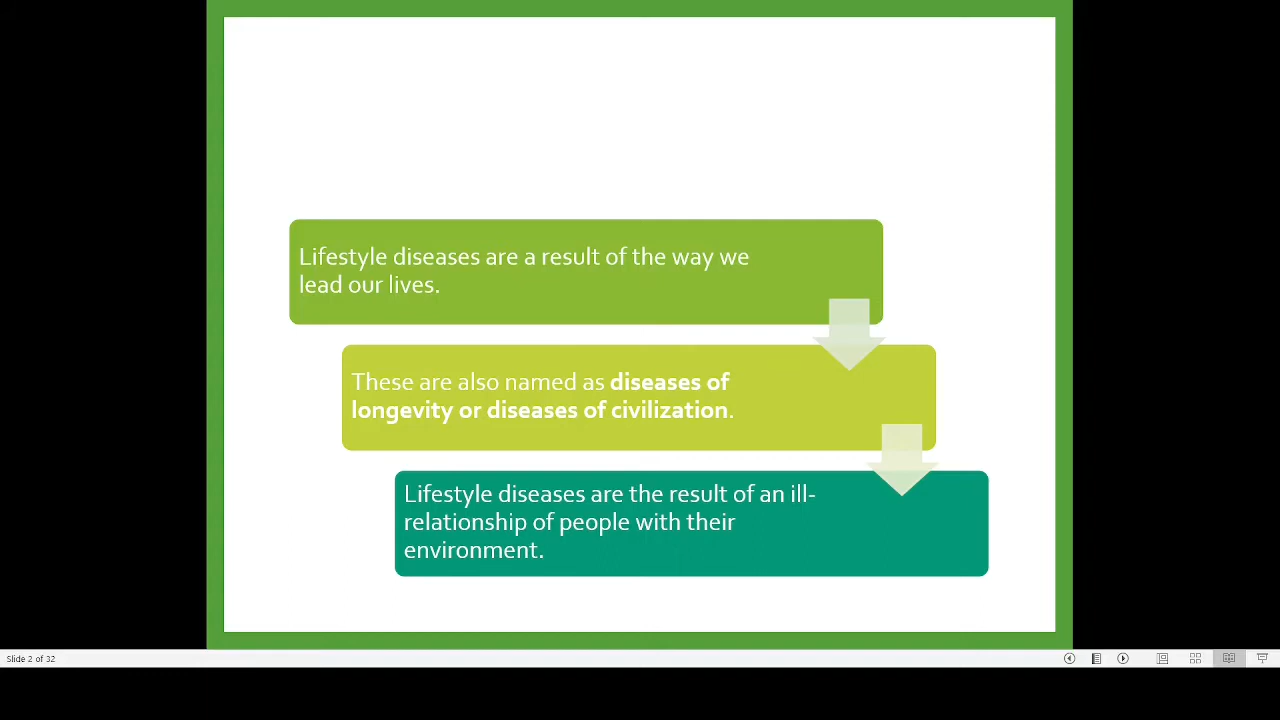 Lifestyle diseases are a result of the way we
lead our lives.
These are also named as diseases of
longevity or diseases of civilization.
Lifestyle diseases are the result of an ill-
relationship of people with their
environment.
Slide 2 of 32